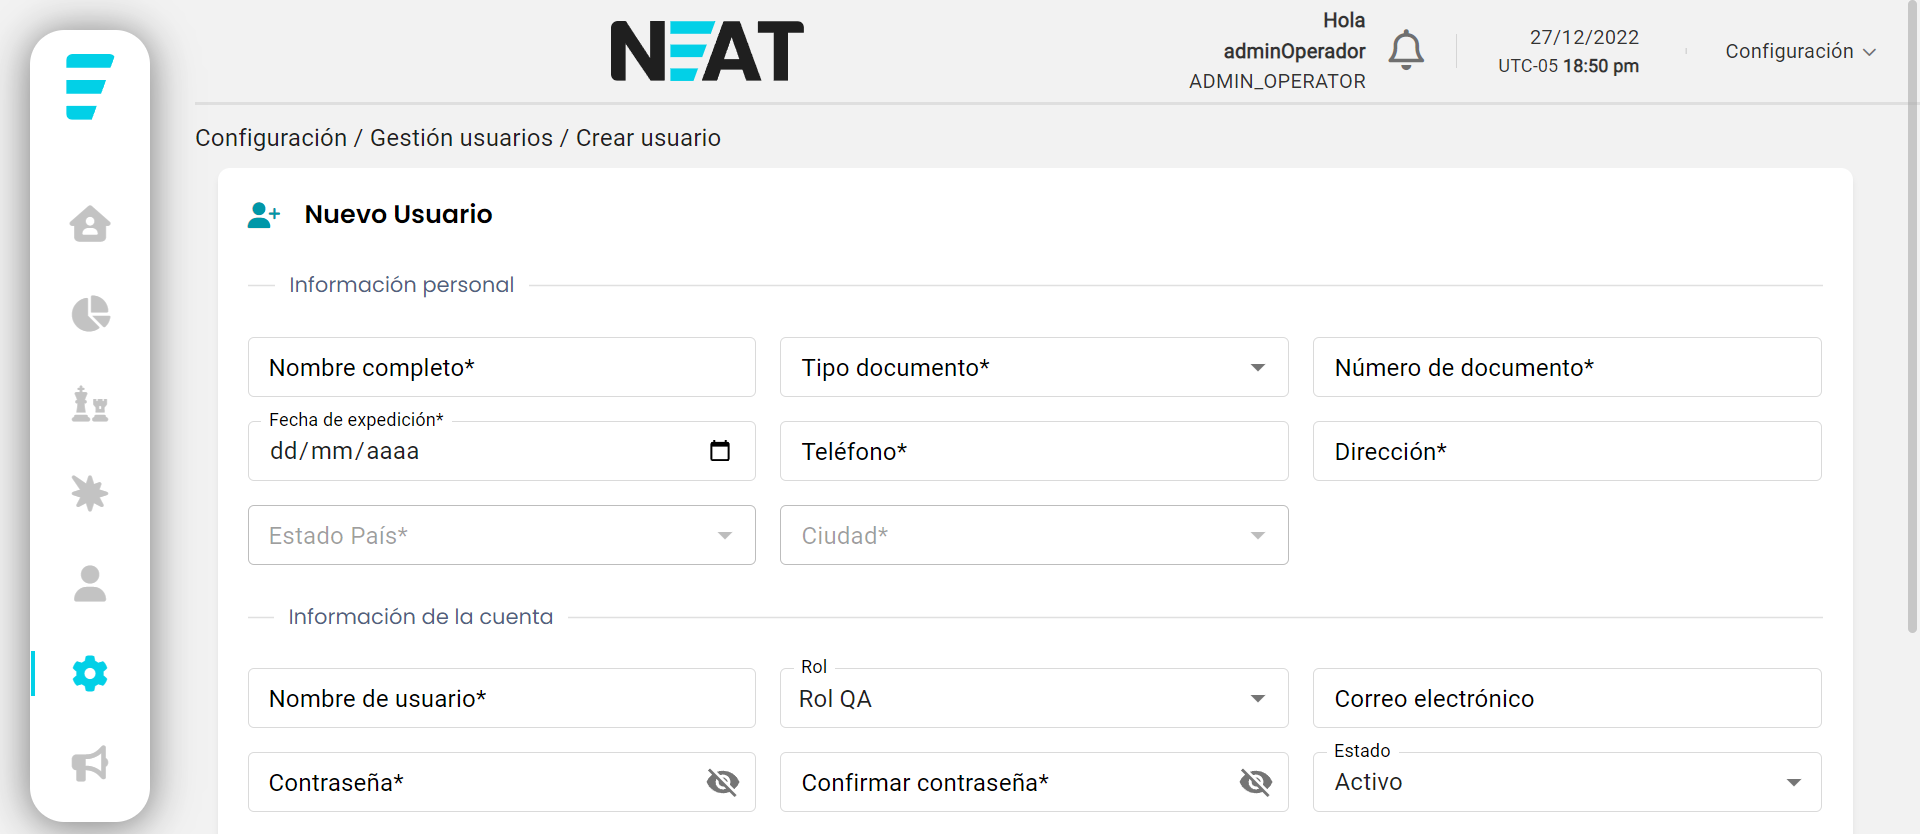 NEAT
Hola
adminOperador
ADMIN_OPERATOR
27/12/2022
UTC-05 18:50 pm
Configuración
Configuración / Gestión usuarios / Crear usuario
Nuevo Usuario
Información personal
Nombre completo*
Tipo documento*
Número de documento*
Fecha de expedición*
dd/mm/aaaa
Teléfono*
Dirección*
Estado País*
Ciudad*
Información de la cuenta
Nombre de usuario*
Rol
Rol QA
Correo electrónico
Contraseña*
Confirmar contraseña*
Estado
Activo